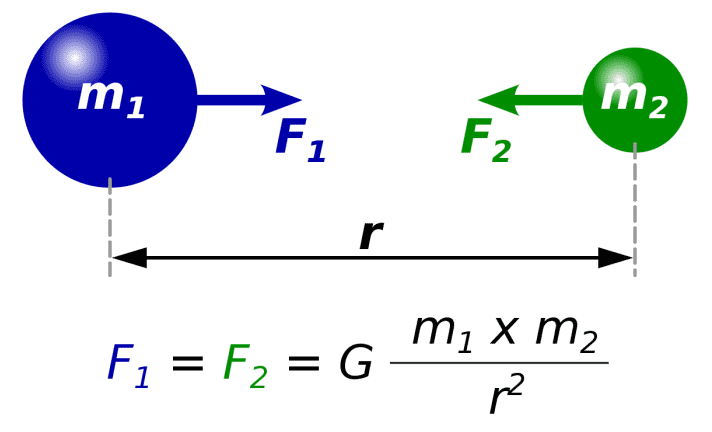 m₁ m₂
F₁ F₂
r
F₁ = F₂ = G (m₁ x m₂) / r²